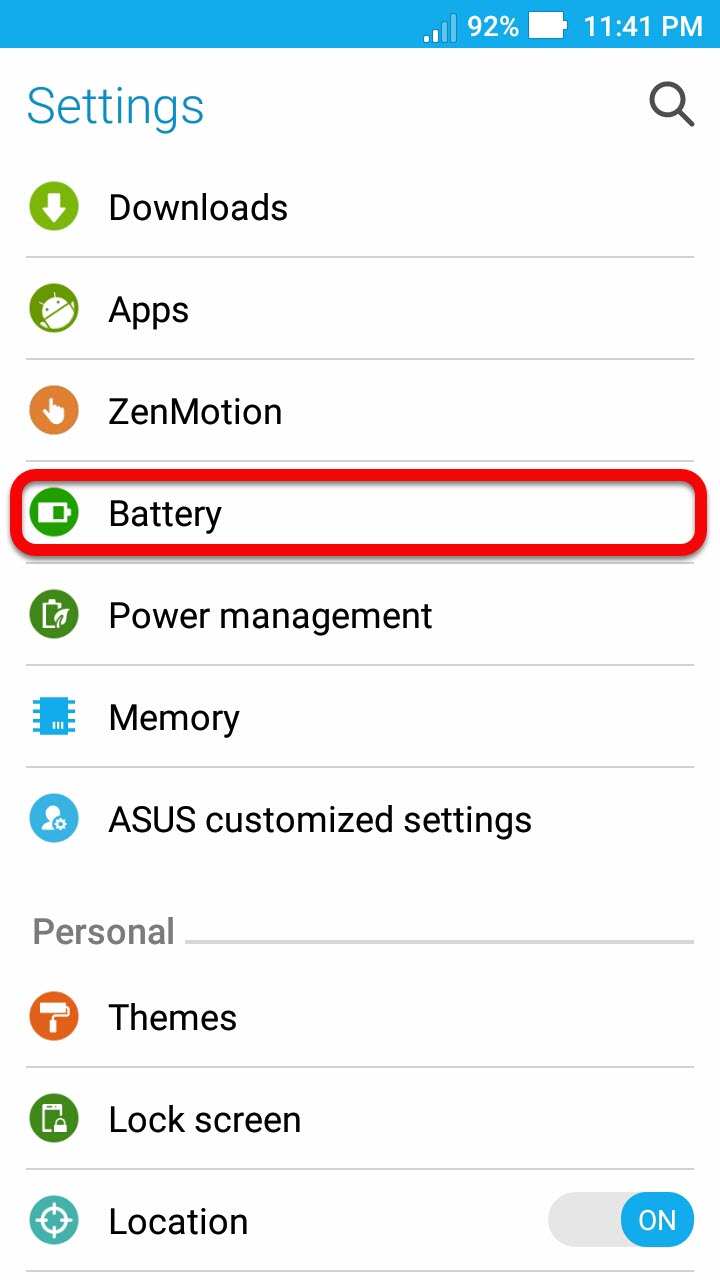 92% 11:41 PM
Settings
Downloads
Apps
ZenMotion
Battery
Power management
Memory
ASUS customized settings
Personal
Themes
Lock screen
Location ON